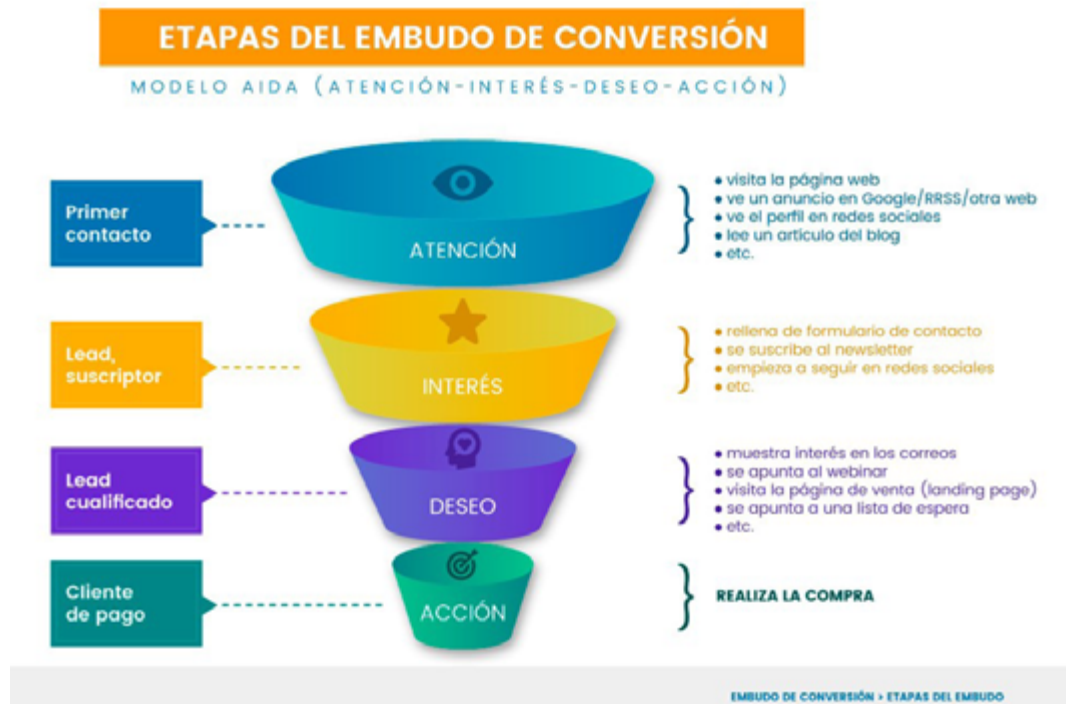 ETAPAS DEL EMBUDO DE CONVERSIÓN
MODELO AIDA (ATENCIÓN-INTERÉS-DESEO-ACCIÓN)
Primer
contacto
ATENCIÓN
• visita la página web
• ve un anuncio en Google/RRSS/otra web
• ve el perfil en redes sociales
• lee un artículo del blog
• etc.
Lead,
suscriptor
INTERÉS
• rellena de formulario de contacto
• se suscribe al newsletter
• empieza a seguir en redes sociales
• etc.
Lead
cualificado
DESEO
• muestra interés en los correos
• se apunta al webinar
• visita la página de venta (landing page)
• se apunta a una lista de espera
• etc.
Cliente
de pago
ACCIÓN
REALIZA LA COMPRA
EMBUDO DE CONVERSIÓN > ETAPAS DEL EMBUDO